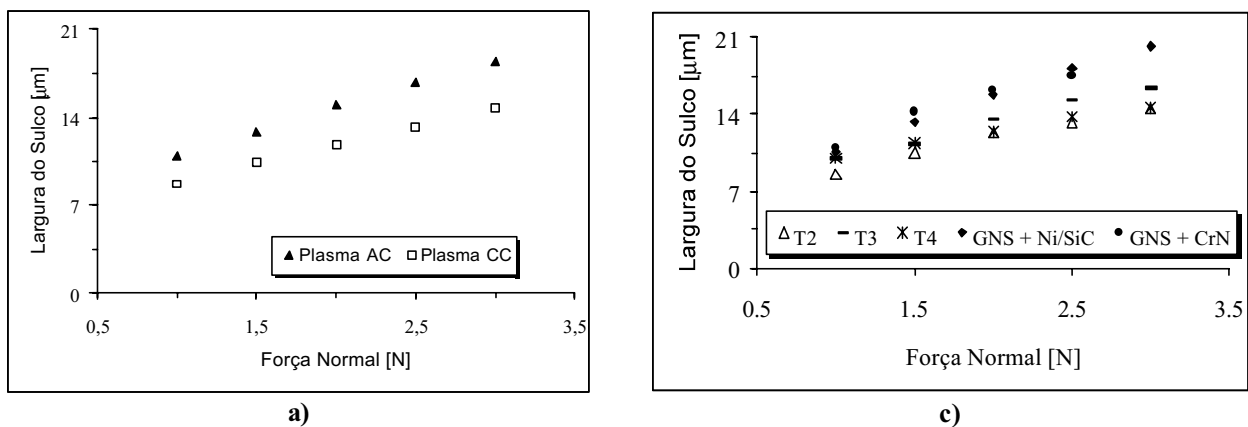 Largura do Sulco [μm]
21
14
7
0
▲ Plasma AC □ Plasma CC
0,5 1,5 2,5 3,5
Força Normal [N]
a)
Largura do Sulco [μm]
21
14
7
0
△ T2 – T3 ж T4 ◆ GNS + Ni/SiC ● GNS + CrN
0.5 1.5 2.5 3.5
Força Normal [N]
c)